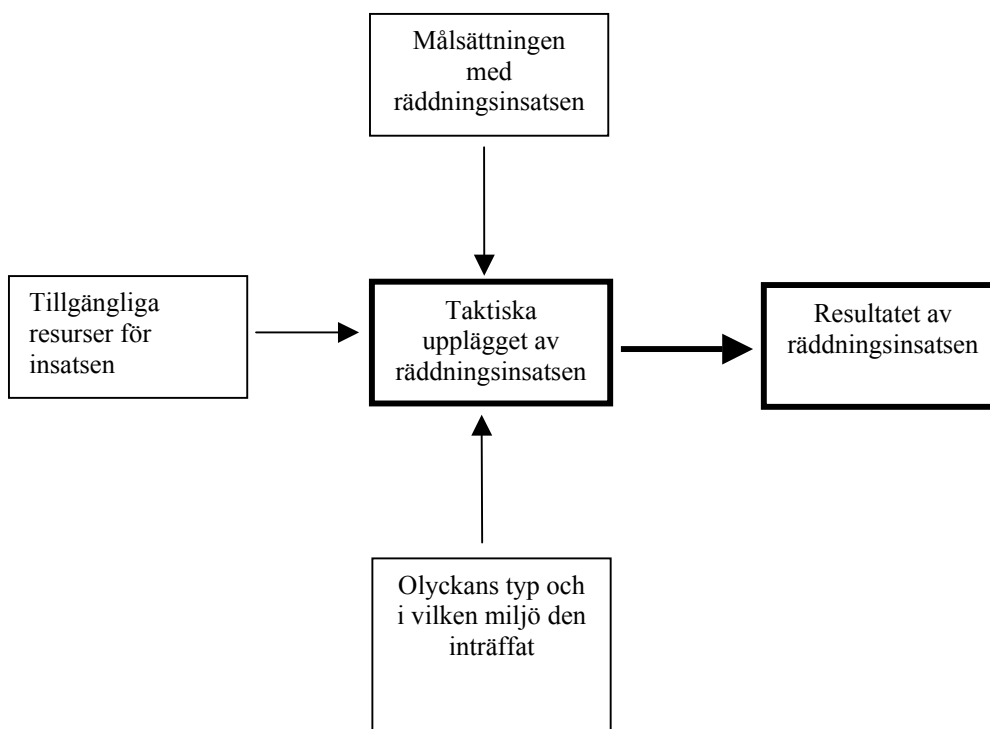 Målsättningen
med
räddningsinsatsen
Tillgängliga
resurser för
insatsen
Taktiska
upplägget av
räddningsinsatsen
Resultatet av
räddningsinsatsen
Olyckans typ och
i vilken miljö den
inträffat